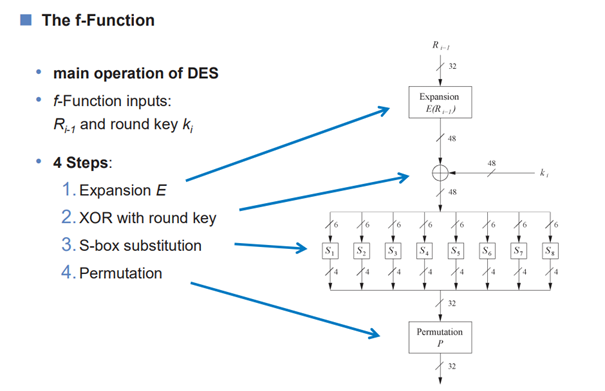 The f-Function
• main operation of DES
• f-Function inputs:
R_{i-1} and round key k_i
• 4 Steps:
1. Expansion E
2. XOR with round key
3. S-box substitution
4. Permutation
R_{i-1}
32
Expansion
E(R_{i-1})
48
48
k_i
48
6 6 6 6 6 6 6 6
S_1 S_2 S_3 S_4 S_5 S_6 S_7 S_8
4 4 4 4 4 4 4 4
32
Permutation
P
32